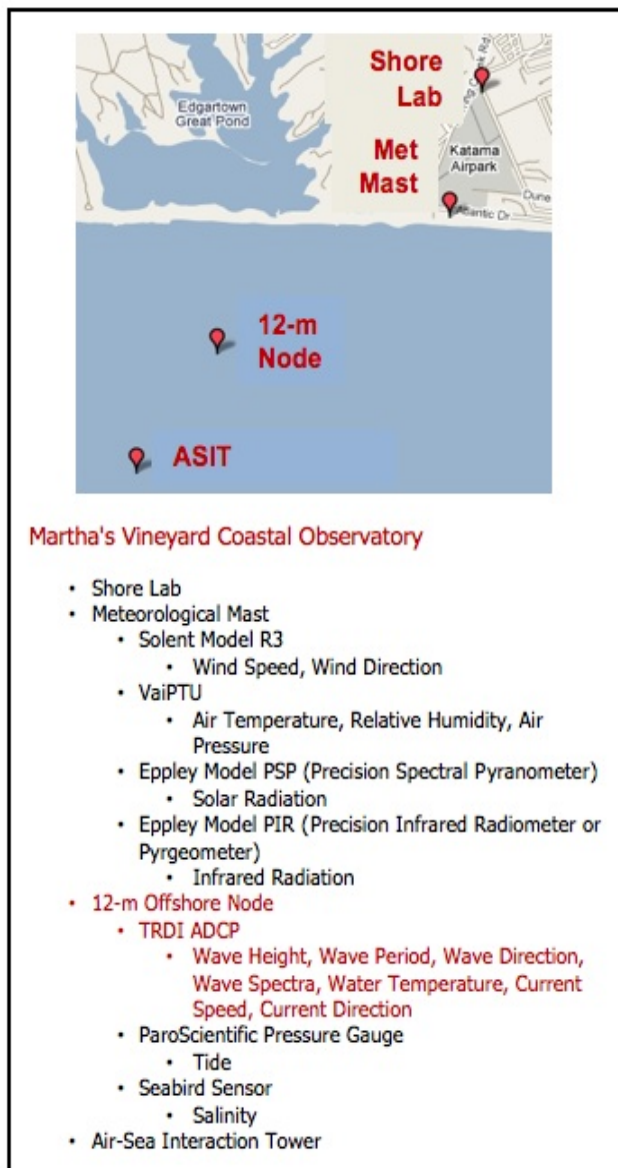 Shore
Lab
Edgartown
Great Pond
Met
Mast
Katama
Airpark
Dune
Atlantic Dr
12-m
Node
ASIT
Martha's Vineyard Coastal Observatory
• Shore Lab
• Meteorological Mast
• Solent Model R3
• Wind Speed, Wind Direction
• VaiPTU
• Air Temperature, Relative Humidity, Air
Pressure
• Eppley Model PSP (Precision Spectral Pyranometer)
• Solar Radiation
• Eppley Model PIR (Precision Infrared Radiometer or
Pyrgeometer)
• Infrared Radiation
• 12-m Offshore Node
• TRDI ADCP
• Wave Height, Wave Period, Wave Direction,
Wave Spectra, Water Temperature, Current
Speed, Current Direction
• ParoScientific Pressure Gauge
• Tide
• Seabird Sensor
• Salinity
• Air-Sea Interaction Tower